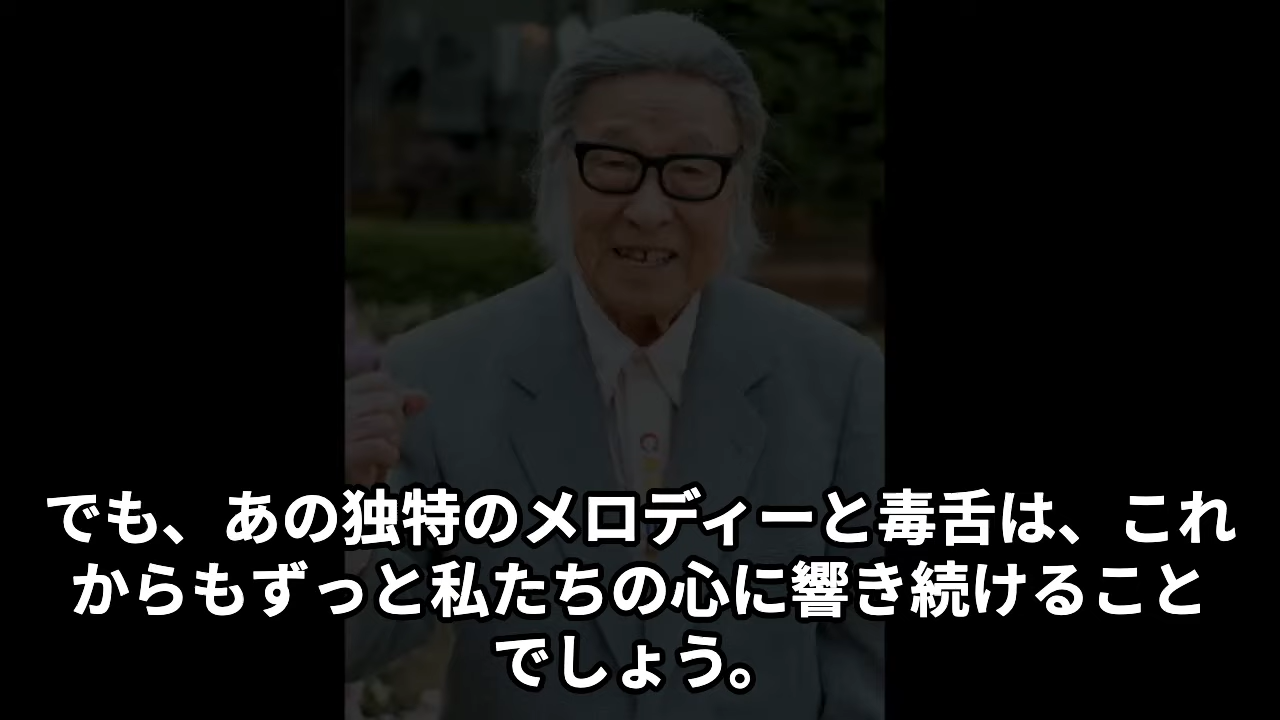 でも、あの独特のメロディーと毒舌は、これ
からもずっと私たちの心に響き続けること
でしょう。